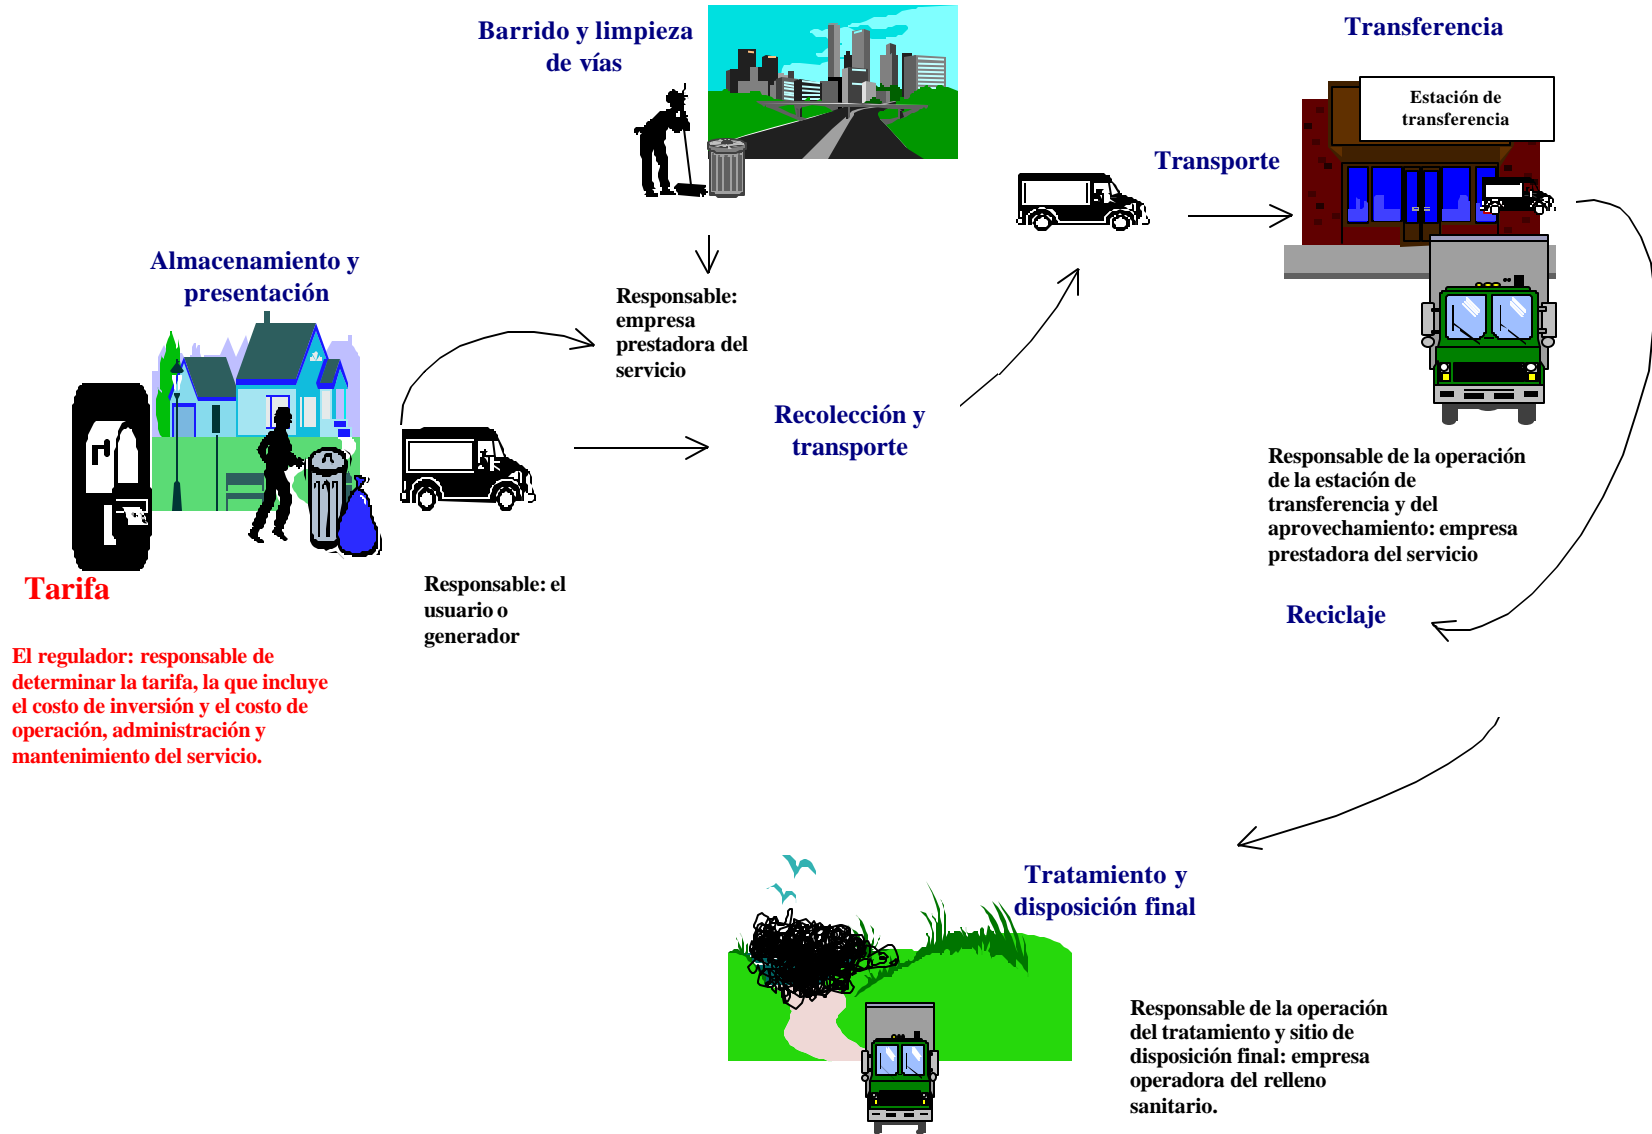 Barrido y limpieza
de vías
Transferencia
Estación de
transferencia
Transporte
Almacenamiento y
presentación
Responsable:
empresa
prestadora del
servicio
Recolección y
transporte
Responsable de la operación
de la estación de
transferencia y del
aprovechamiento: empresa
prestadora del servicio
Tarifa
Responsable: el
usuario o
generador
Reciclaje
El regulador: responsable de
determinar la tarifa, la que incluye
el costo de inversión y el costo de
operación, administración y
mantenimiento del servicio.
Tratamiento y
disposición final
Responsable de la operación
del tratamiento y sitio de
disposición final: empresa
operadora del relleno
sanitario.